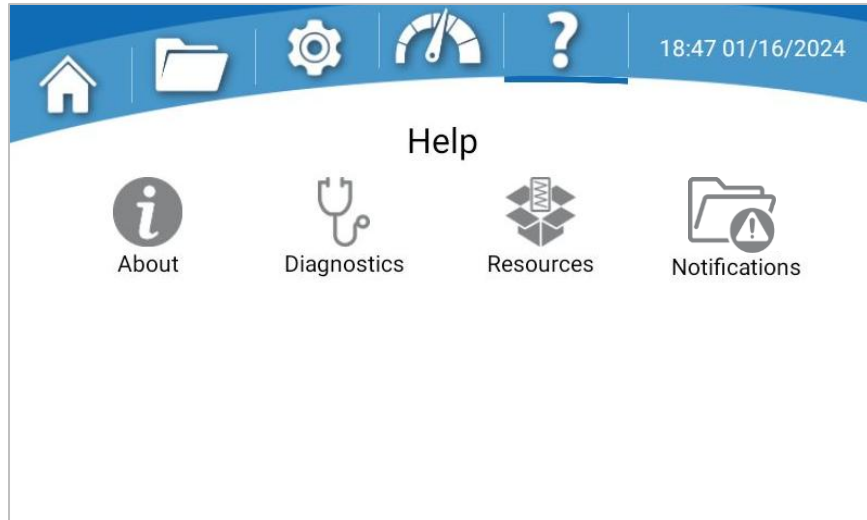 18:47 01/16/2024
Help
About
Diagnostics
Resources
Notifications